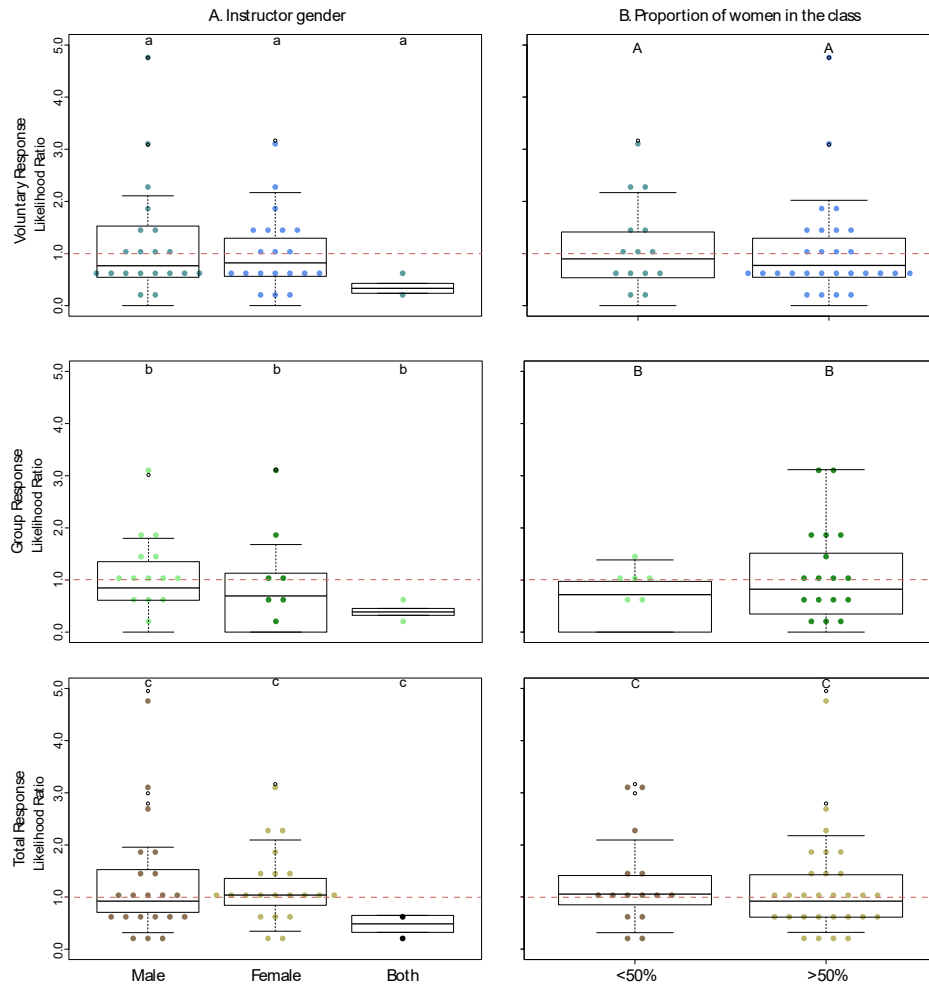 A. Instructor gender
B. Proportion of women in the class
Voluntary Response
Likelihood Ratio
5.0
4.0
3.0
2.0
1.0
0.0
a
a
a
A
A
Group Response
Likelihood Ratio
5.0
4.0
3.0
2.0
1.0
0.0
b
b
b
B
B
Total Response
Likelihood Ratio
5.0
4.0
3.0
2.0
1.0
0.0
c
c
c
C
C
Male
Female
Both
<50%
>50%